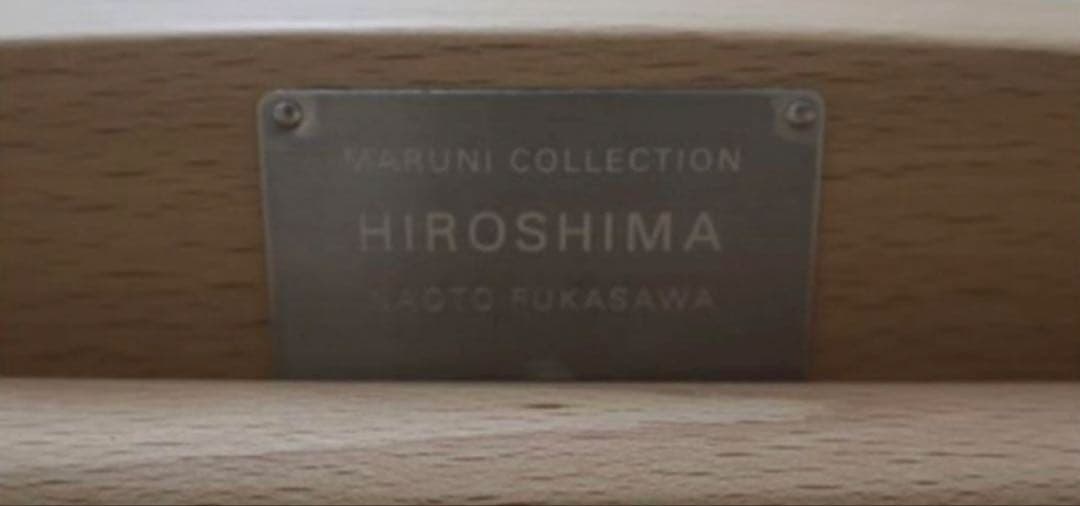 MARUNI COLLECTION
HIROSHIMA
NAOTO FUKASAWA